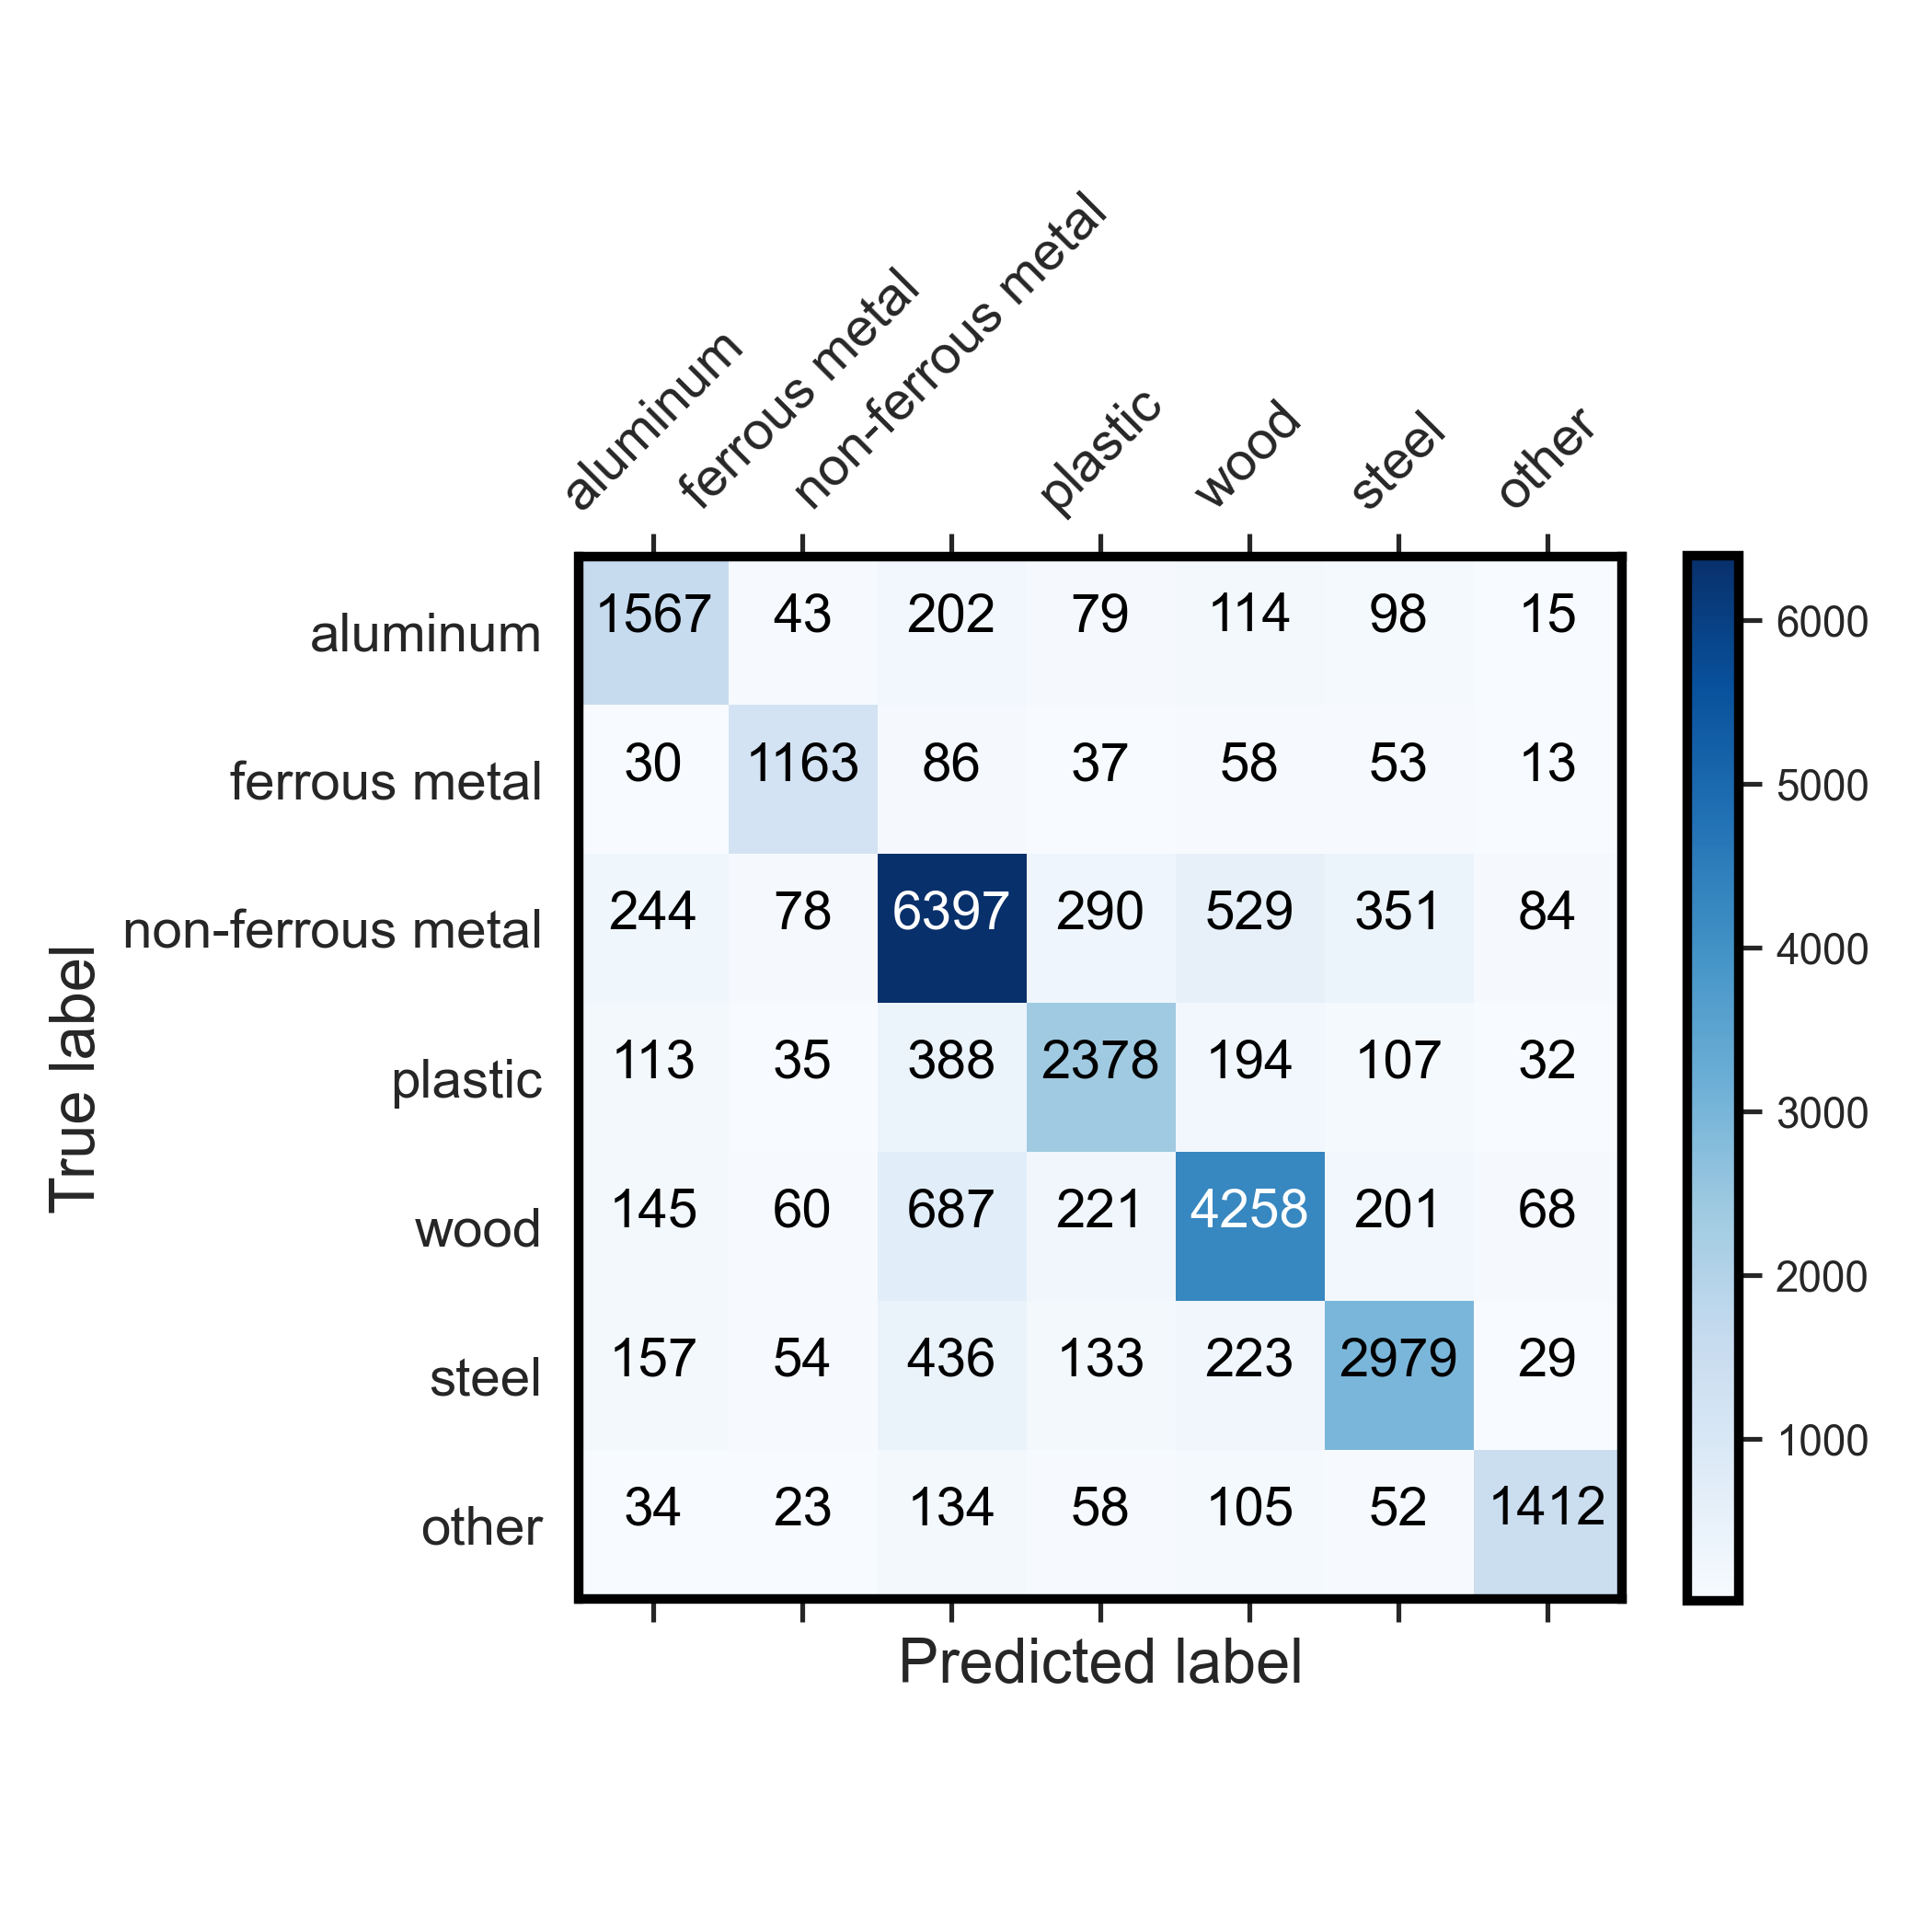 aluminum
ferrous metal
non-ferrous metal
plastic
wood
steel
other
aluminum 1567 43 202 79 114 98 15
ferrous metal 30 1163 86 37 58 53 13
non-ferrous metal 244 78 6397 290 529 351 84
plastic 113 35 388 2378 194 107 32
wood 145 60 687 221 4258 201 68
steel 157 54 436 133 223 2979 29
other 34 23 134 58 105 52 1412
True label
Predicted label
6000
5000
4000
3000
2000
1000